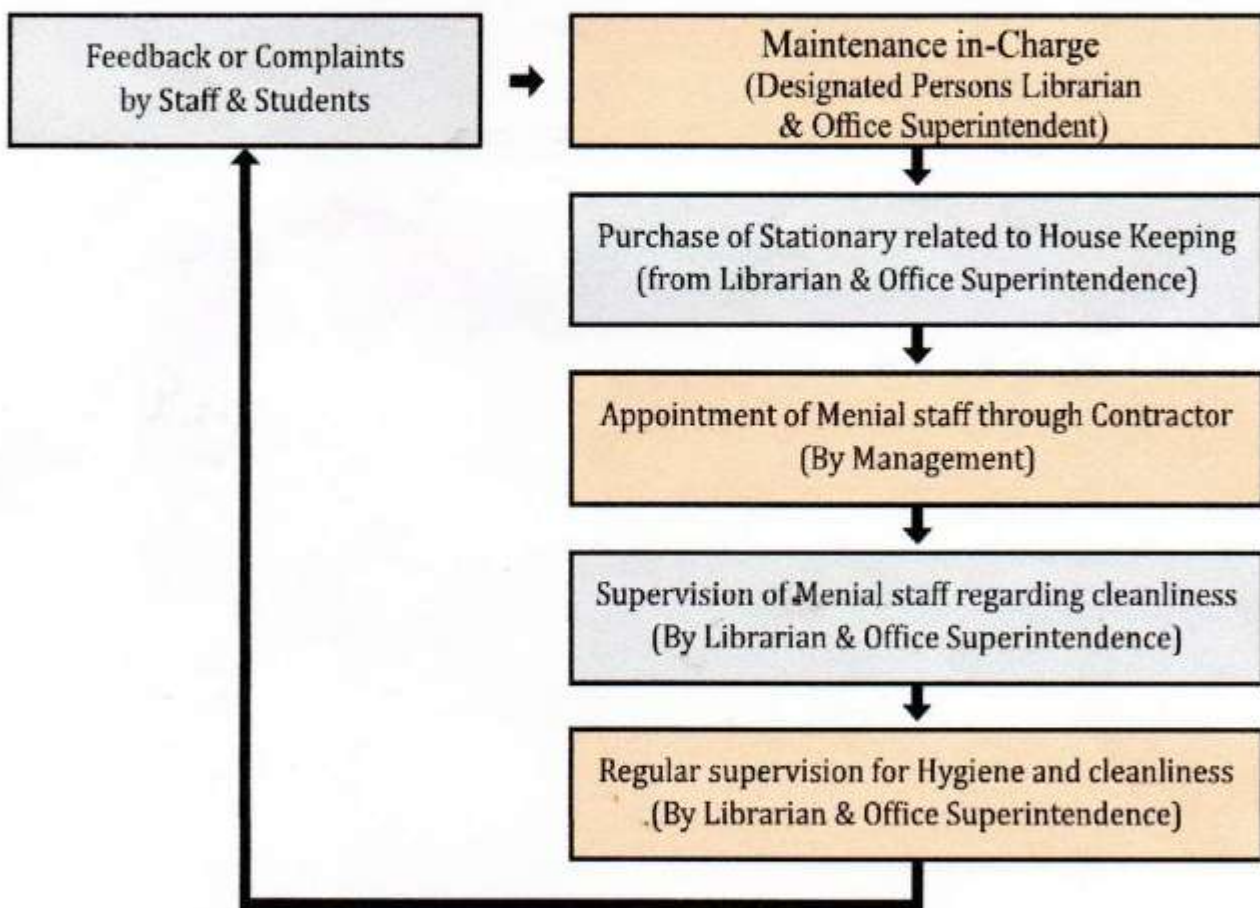 Feedback or Complaints
by Staff & Students
Maintenance in-Charge
(Designated Persons Librarian
& Office Superintendent)
Purchase of Stationary related to House Keeping
(from Librarian & Office Superintendence)
Appointment of Menial staff through Contractor
(By Management)
Supervision of Menial staff regarding cleanliness
(By Librarian & Office Superintendence)
Regular supervision for Hygiene and cleanliness
(By Librarian & Office Superintendence)